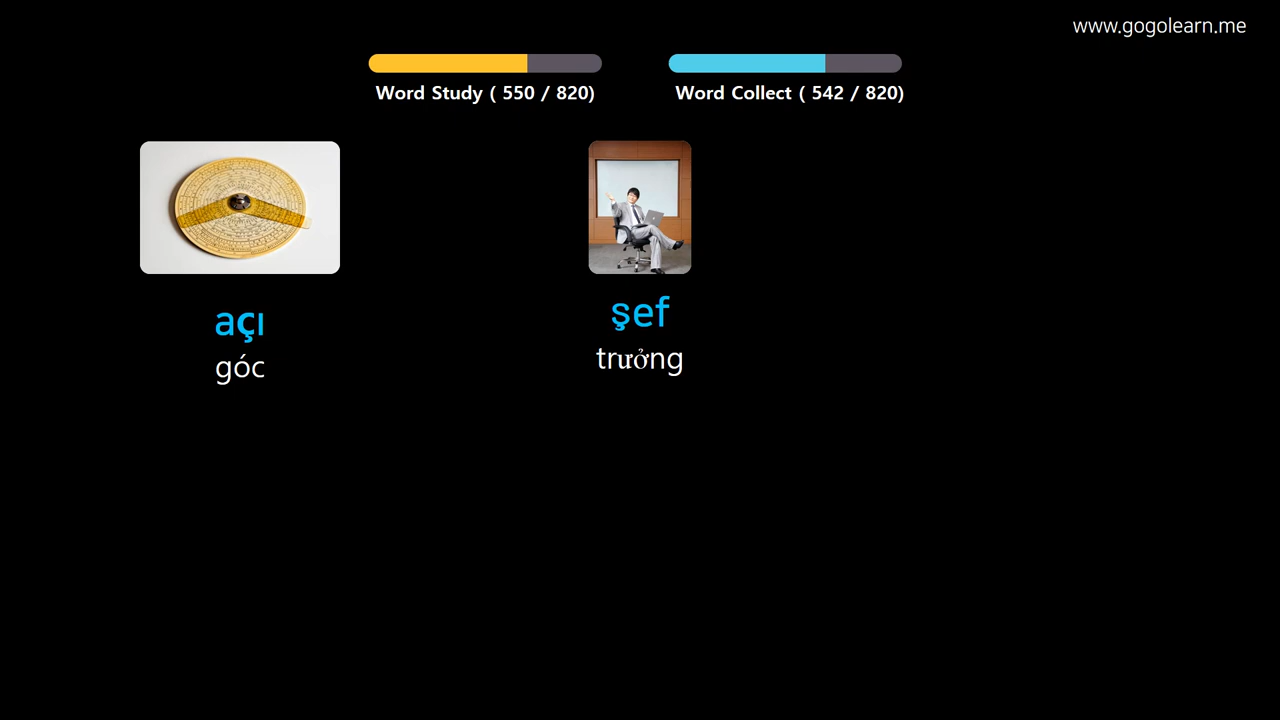 www.gogolearn.me
Word Study ( 550 / 820)
Word Collect ( 542 / 820)
açı
góc
şef
trưởng